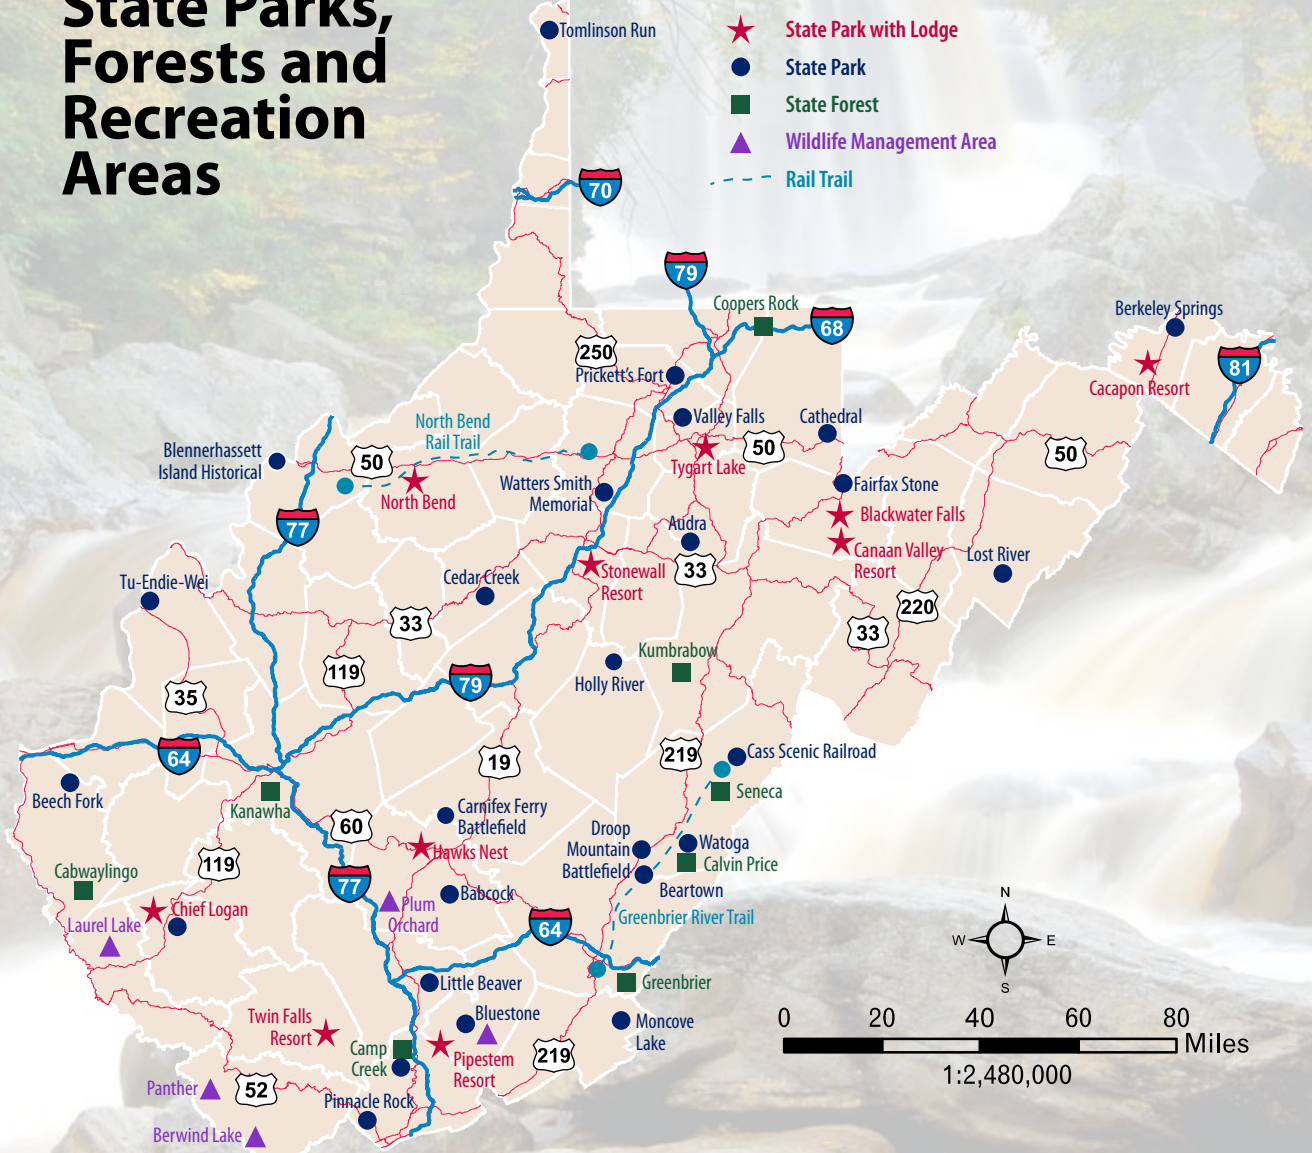 State Parks,
Forests and
Recreation
Areas
State Park with Lodge
State Park
State Forest
Wildlife Management Area
Rail Trail
Tomlinson Run
70
79
Coopers Rock
68
250
Prickett's Fort
Berkeley Springs
81
Cacapon Resort
North Bend
Rail Trail
Valley Falls
Cathedral
Blennerhassett
Island Historical
50
50
50
Tygart Lake
North Bend
Watters Smith
Memorial
Fairfax Stone
Blackwater Falls
77
Audra
Canaan Valley
Resort
Lost River
33
Stonewall
Resort
Tu-Endie-Wei
Cedar Creek
220
33
33
119
Kumbrabow
Holly River
79
35
64
19
219
Cass Scenic Railroad
Seneca
Beech Fork
Kanawha
60
Carnifex Ferry
Battlefield
Droop
Mountain
Battlefield
Watoga
Calvin Price
Beartown
119
Hawks Nest
77
Cabwaylingo
Chief Logan
Laurel Lake
Plum
Orchard
Babcock
64
Greenbrier River Trail
N
W
E
S
Little Beaver
Greenbrier
Bluestone
Twin Falls
Resort
Camp
Creek
Pipestem
Resort
219
Moncove
Lake
Panther
52
Pinnacle Rock
Berwind Lake
0 20 40 60 80
Miles
1:2,480,000